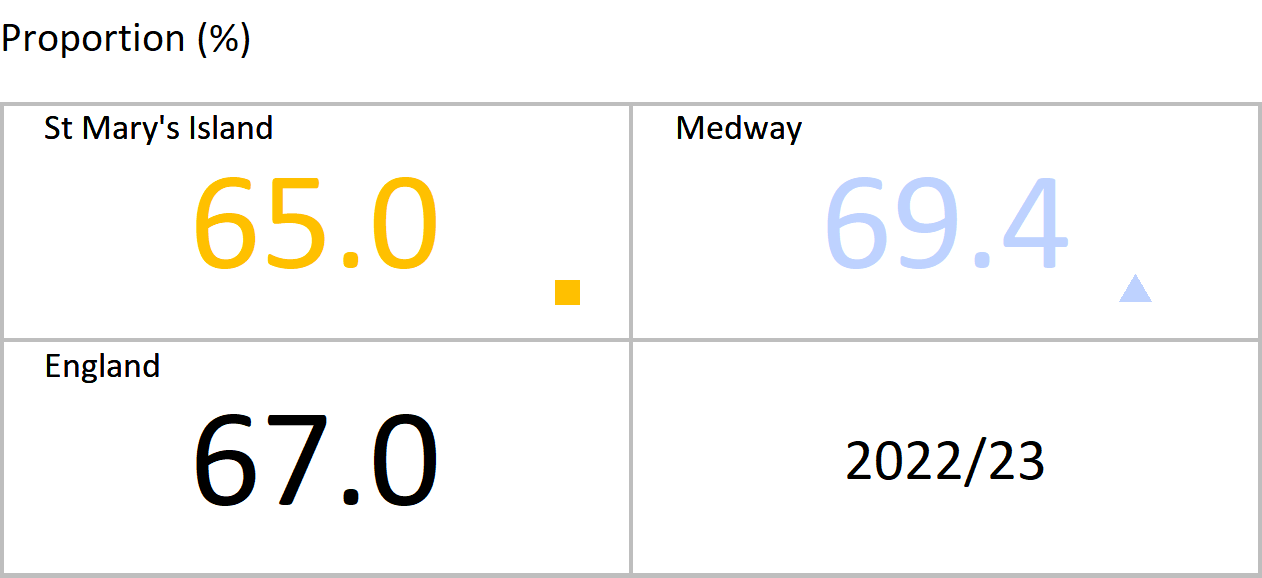 Proportion (%)
St Mary's Island
65.0
Medway
69.4
England
67.0
2022/23